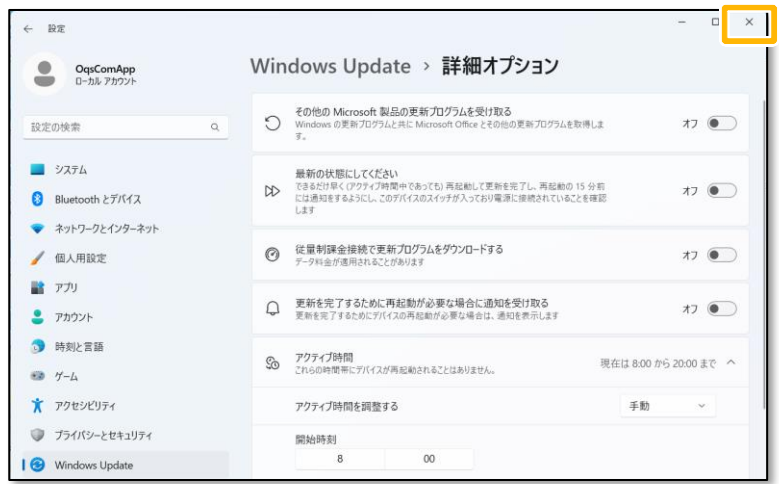 設定
OqsComApp
ローカル アカウント
設定の検索
システム
Bluetooth とデバイス
ネットワークとインターネット
個人用設定
アプリ
アカウント
時刻と言語
ゲーム
アクセシビリティ
プライバシーとセキュリティ
Windows Update
Windows Update › 詳細オプション
その他の Microsoft 製品の更新プログラムを受け取る
Windows の更新プログラムと共に Microsoft Office とその他の更新プログラムを取得しま
す。
オフ
最新の状態にしてください
できるだけ早く (アクティブ時間中であっても) 再起動して更新を完了し、再起動の 15 分前
には通知をするようにし、このデバイスのスイッチが入っており電源に接続されていることを確認
します
オフ
従量制課金接続で更新プログラムをダウンロードする
データ料金が適用されることがあります
オフ
更新を完了するために再起動が必要な場合に通知を受け取る
更新を完了するためにデバイスの再起動が必要な場合は、通知を表示します
オフ
アクティブ時間
これらの時間帯にデバイスが再起動されることはありません。
現在は 8:00 から 20:00 まで
アクティブ時間を調整する
手動
開始時刻
8 00